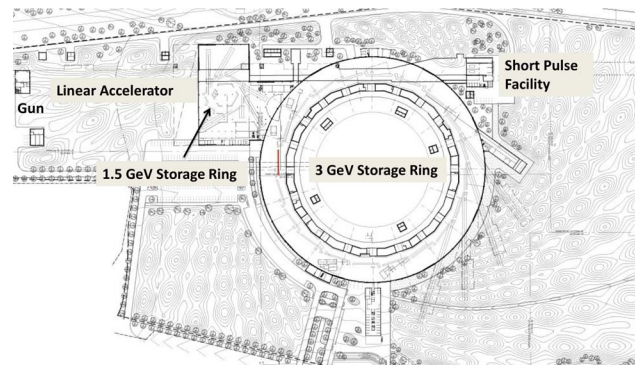 Short Pulse
Facility
Linear Accelerator
Gun
1.5 GeV Storage Ring
3 GeV Storage Ring